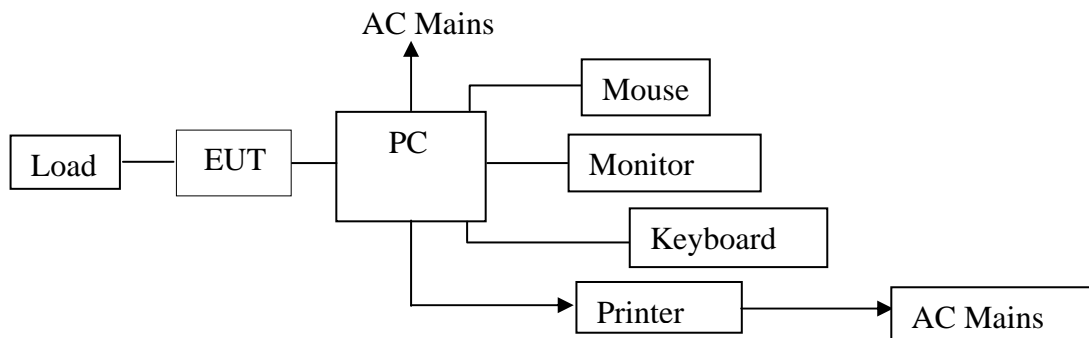 AC Mains
Mouse
PC
Load
EUT
Monitor
Keyboard
Printer
AC Mains